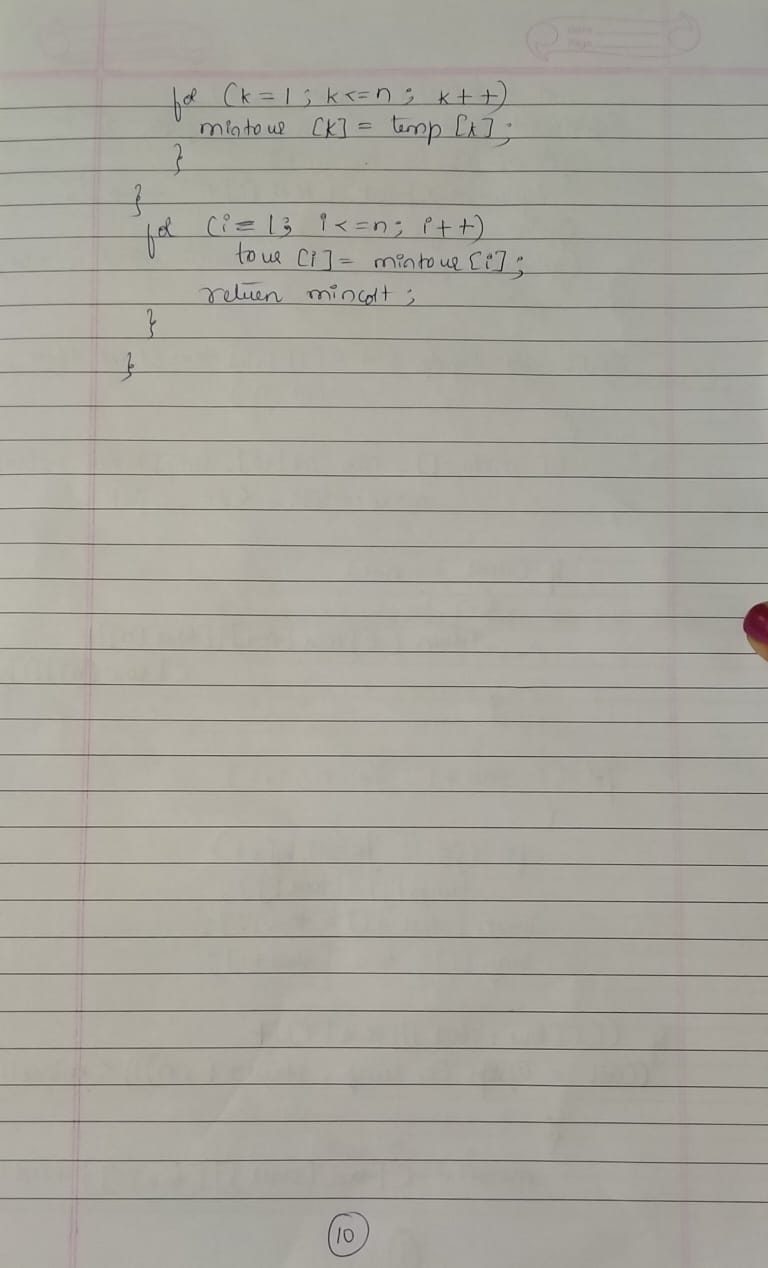 for (k = 1 ; k <= n ; k + +)
mintour [k] = temp [k] ;
}
}
for (i = 1 ; i <= n ; i + +)
tour [i] = mintour [i] ;
return mincost ;
}
}
10